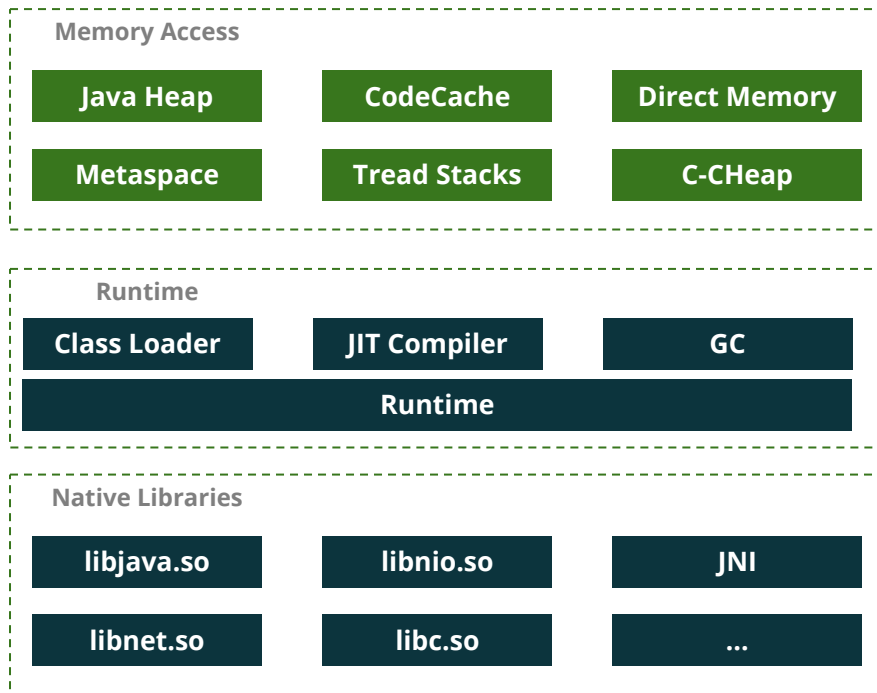 Memory Access
Java Heap
CodeCache
Direct Memory
Metaspace
Tread Stacks
C-CHeap
Runtime
Class Loader
JIT Compiler
GC
Runtime
Native Libraries
libjava.so
libnio.so
JNI
libnet.so
libc.so
...